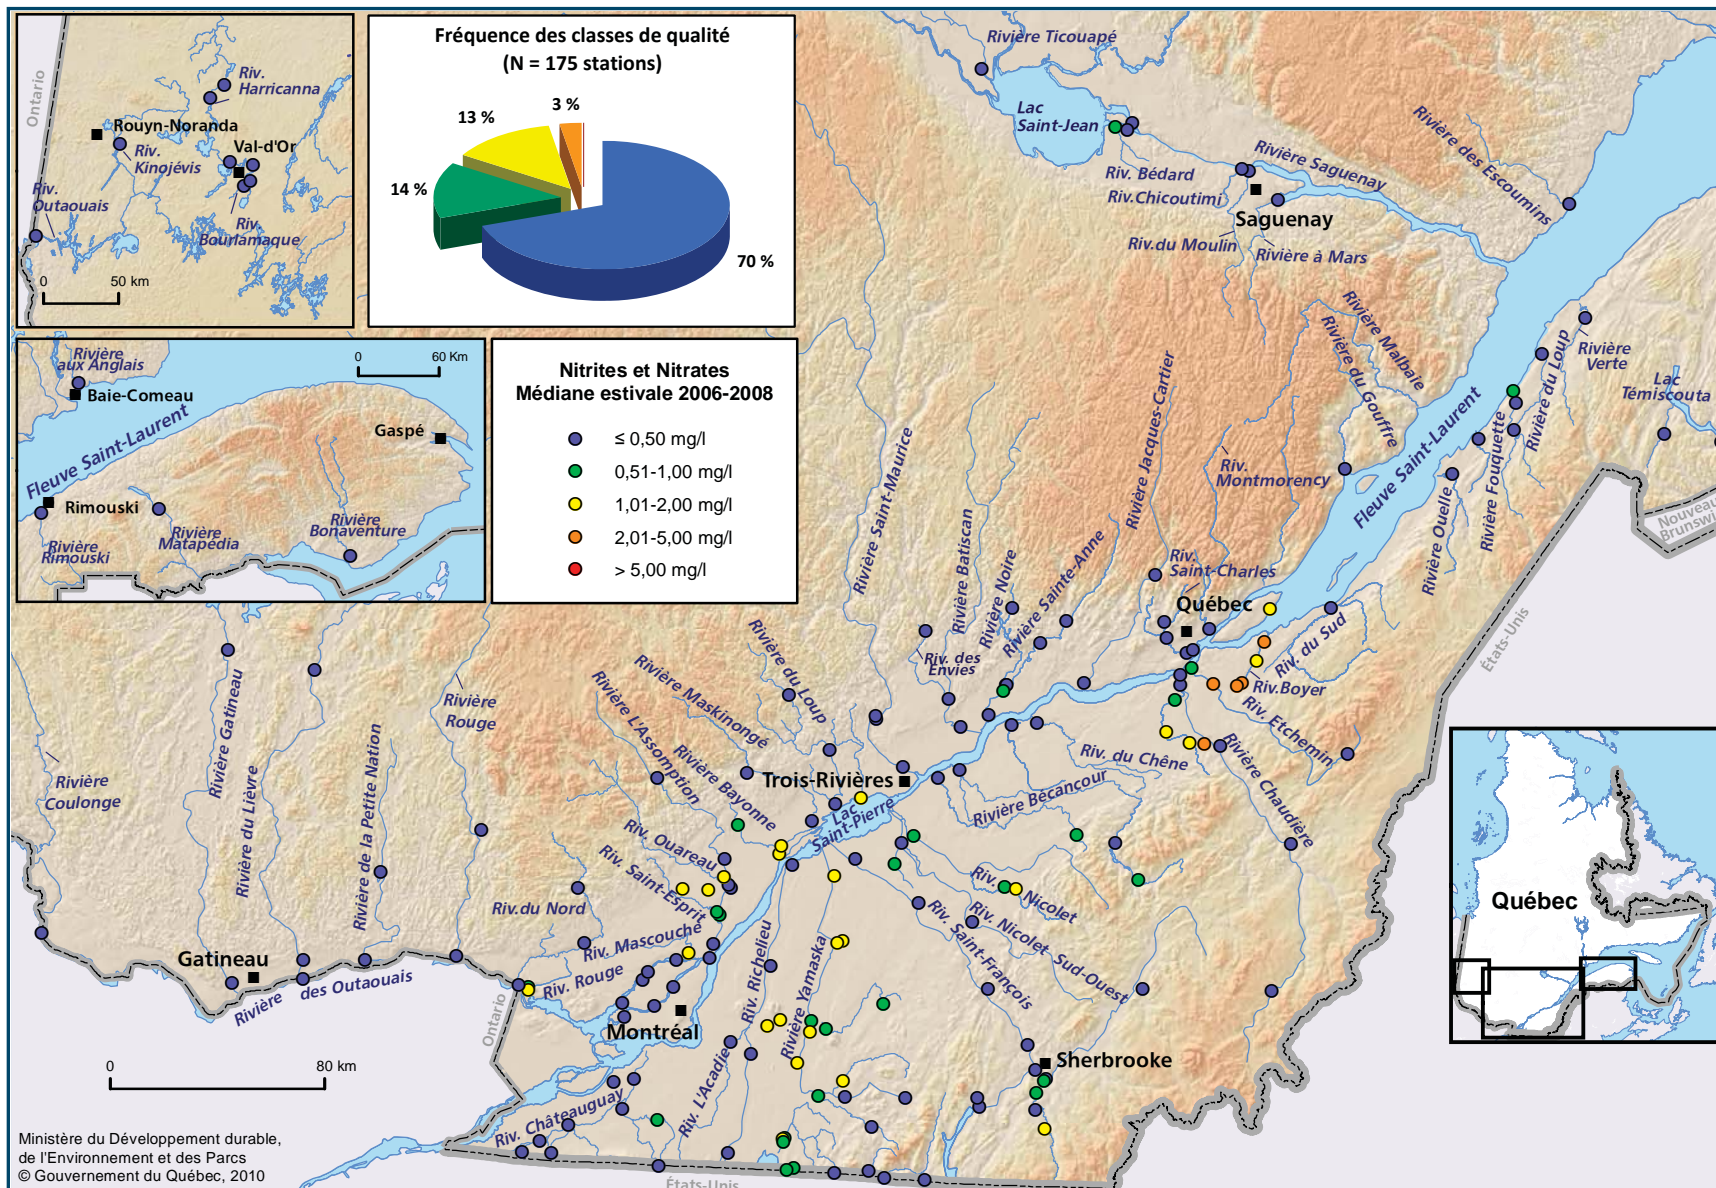 Fréquence des classes de qualité
(N = 175 stations)
3 %
13 %
14 %
70 %
Ontario
Riv.
Harricanna
Rouyn-Noranda
Val-d'Or
Riv.
Kinojévis
Riv.
Outaouais
Riv.
Bourlamaque
0
50 km
Rivière
aux Anglais
0
60 Km
Baie-Comeau
Gaspé
Fleuve Saint-Laurent
Rimouski
Rivière
Rimouski
Rivière
Matapédia
Rivière
Bonaventure
Nitrites et Nitrates
Médiane estivale 2006-2008
≤ 0,50 mg/l
0,51-1,00 mg/l
1,01-2,00 mg/l
2,01-5,00 mg/l
> 5,00 mg/l
Rivière Ticouapé
Lac
Saint-Jean
Riv. Bédard
Riv.Chicoutimi
Rivière Saguenay
Saguenay
Riv.du Moulin
Rivière à Mars
Rivière des Escoumins
Rivière Malbaie
Rivière du Gouffre
Fleuve Saint-Laurent
Rivière
Verte
Rivière du Loup
Lac
Témiscouta
Rivière Fouquette
Rivière Ouelle
Nouveau
Brunswi
États-Unis
Rivière Saint-Maurice
Rivière Batiscan
Rivière Noire
Rivière Sainte-Anne
Rivière Jacques-Cartier
Riv.
Montmorency
Riv.
Saint-Charles
Québec
Riv. des
Envies
Riv. du Sud
Riv.Boyer
Riv. Etchemin
Rivière Chaudière
Riv. du Chêne
Rivière Bécancour
Rivière du Loup
Rivière Maskinongé
Rivière L'Assomption
Rivière Bayonne
Trois-Rivières
Lac
Saint-Pierre
Rivière
Rouge
Rivière Gatineau
Rivière du Lièvre
Rivière de la Petite Nation
Rivière
Coulonge
Riv. Ouareau
Riv. Saint-Esprit
Riv.du Nord
Riv. Mascouche
Riv. Rouge
Riv. Nicolet
Riv. Nicolet Sud-Ouest
Riv. Saint-François
Riv. Richelieu
Rivière Yamaska
Gatineau
Rivière des Outaouais
Ontario
Montréal
Sherbrooke
Riv. L'Acadie
Riv. Châteauguay
0
80 km
Québec
Ministère du Développement durable,
de l'Environnement et des Parcs
© Gouvernement du Québec, 2010
États-Unis